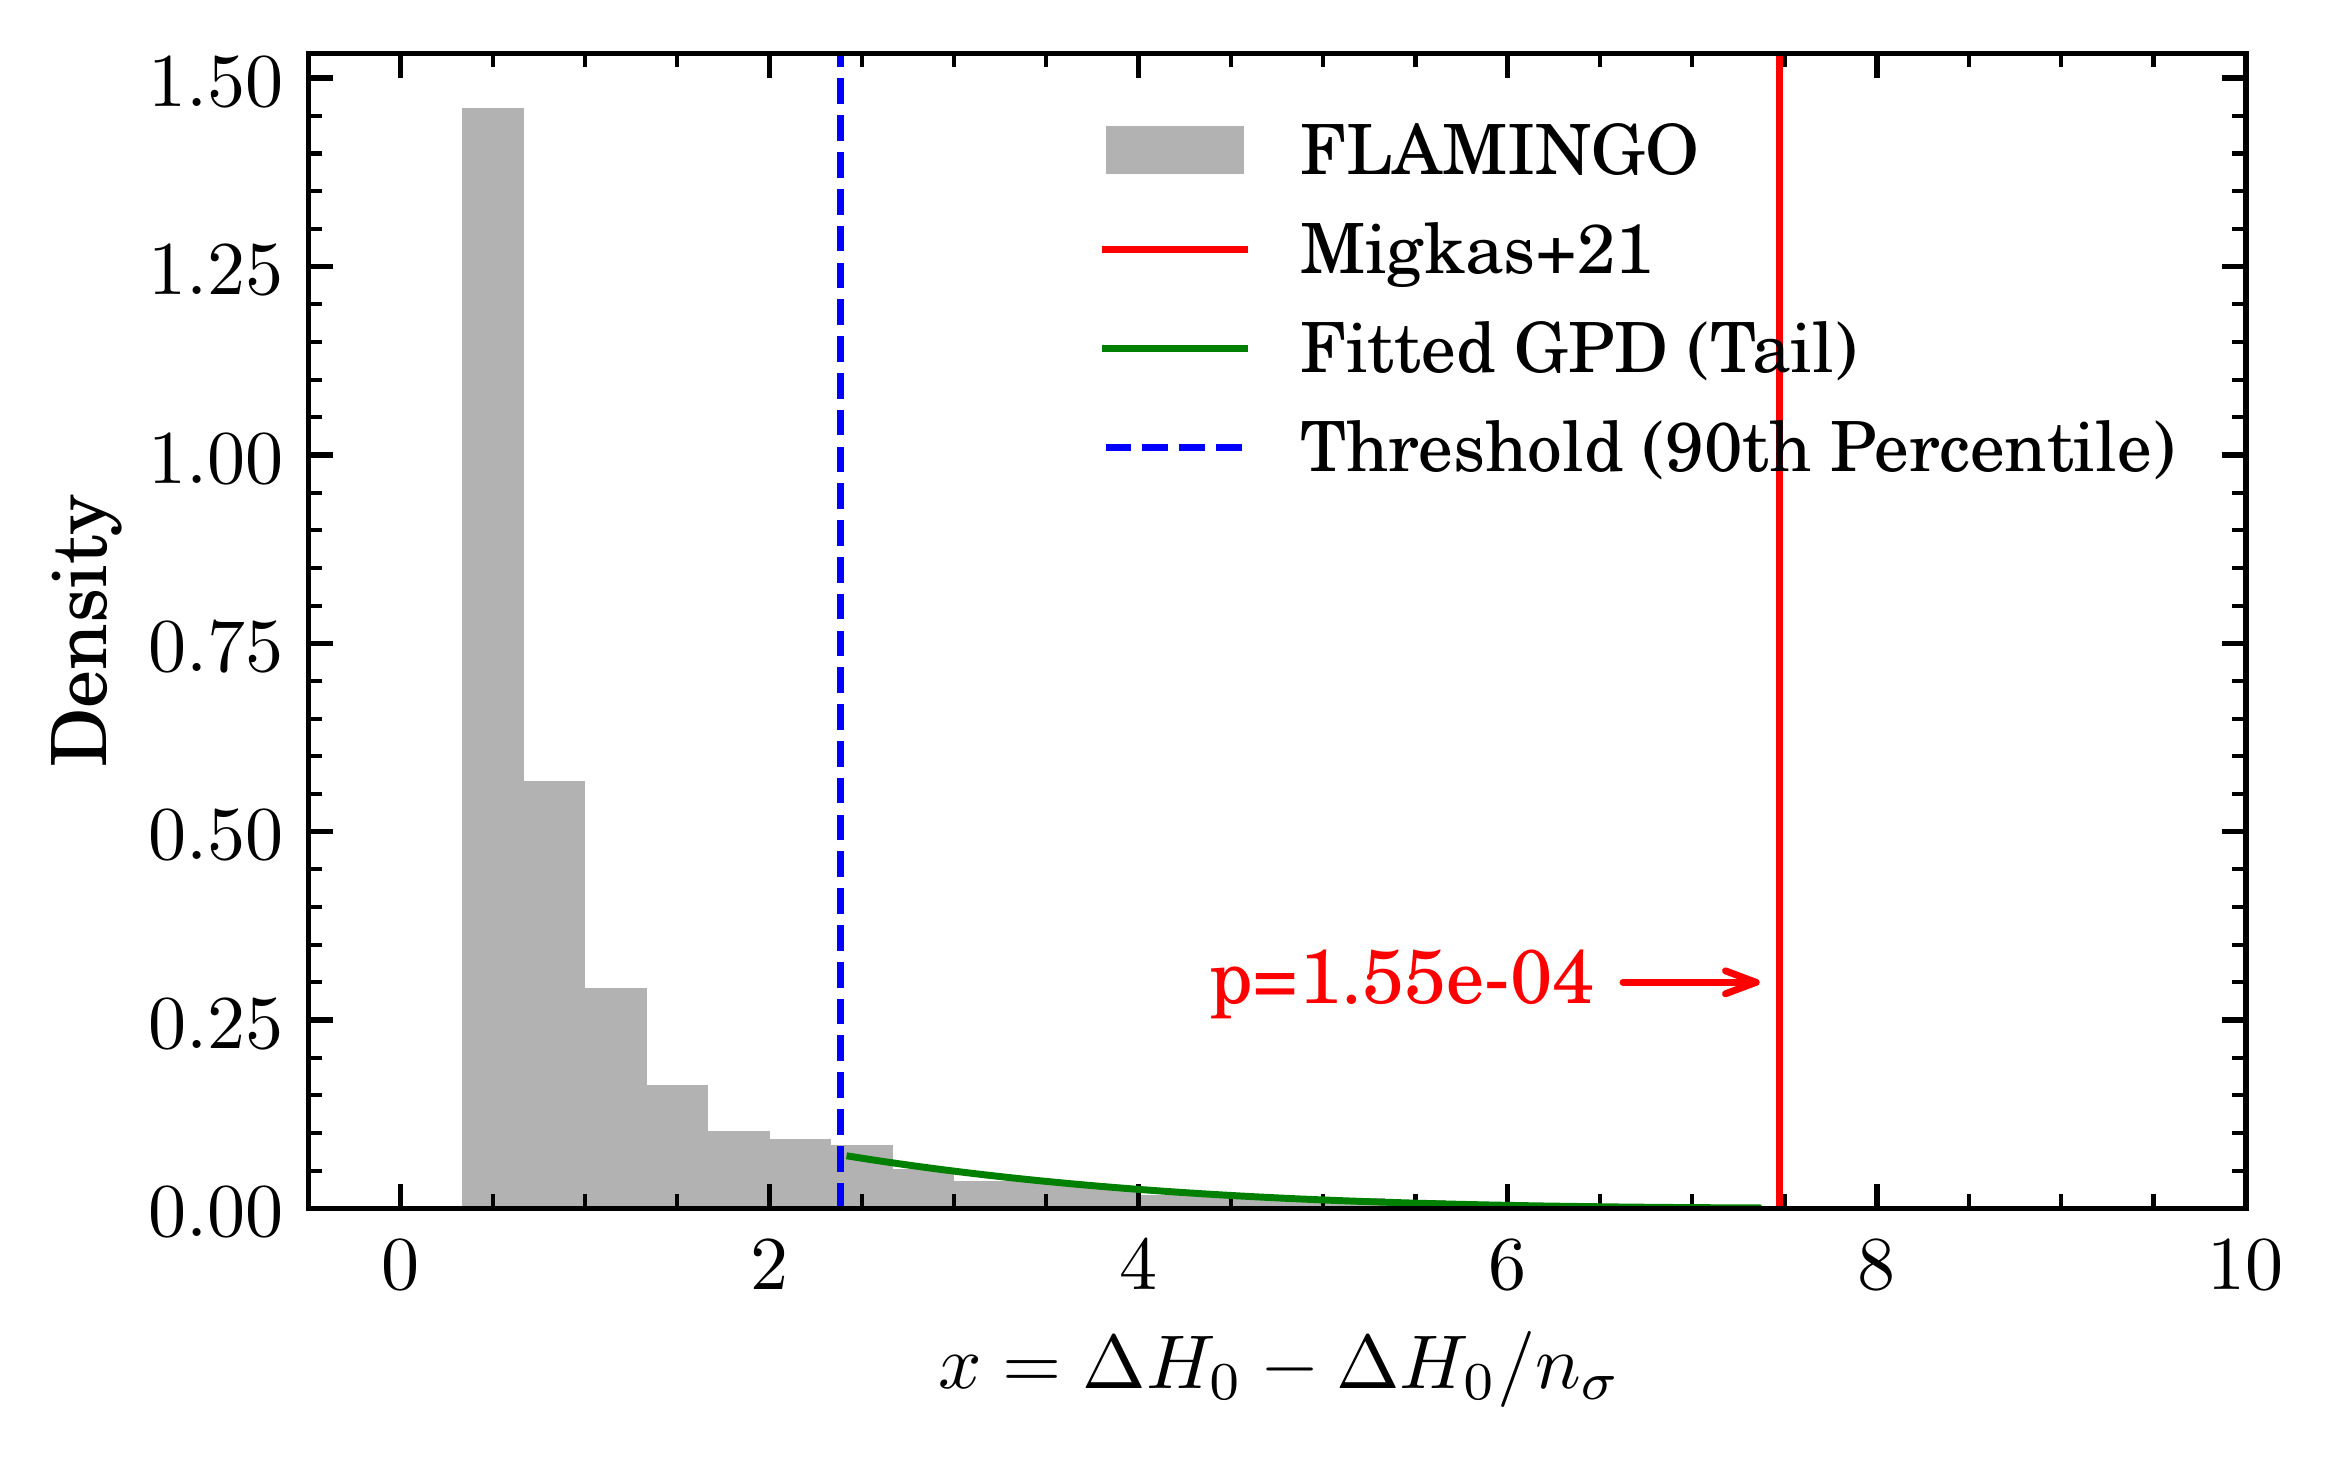 1.50
1.25
1.00
0.75
0.50
0.25
0.00
Density
FLAMINGO
Migkas+21
Fitted GPD (Tail)
Threshold (90th Percentile)
p=1.55e-04
0 2 4 6 8 10
x = ΔH₀ − ΔH₀/n_σ